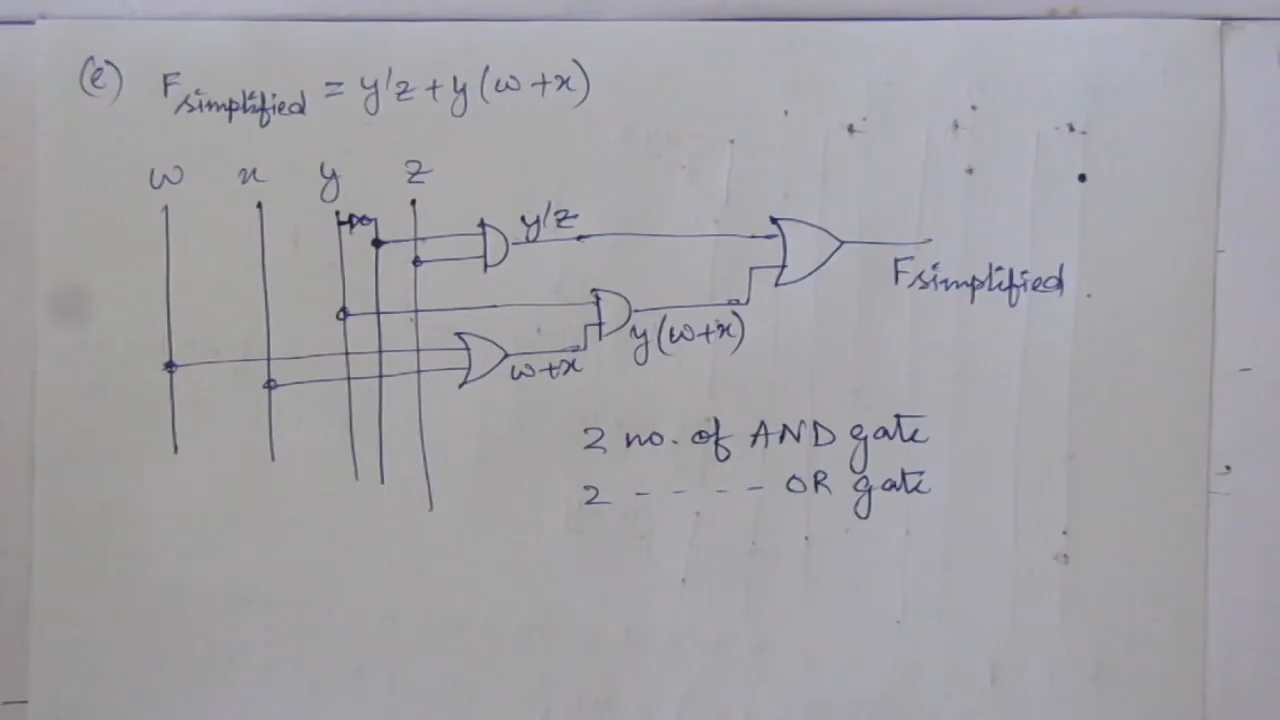 (e) Fsimplified = y'z + y (w + x)
w x y z
y'z
Fsimplified
y(w+x)
w+x
2 no. of AND gate
2 - - - - - OR gate